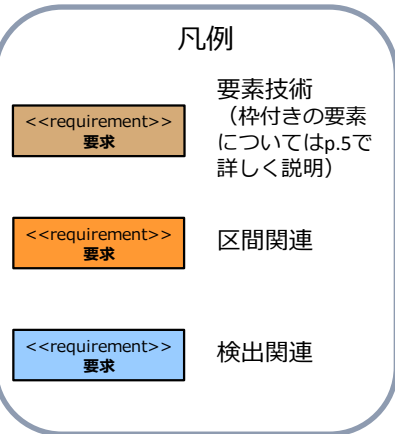 凡例
<<requirement>>
要求
要素技術
（枠付きの要素
についてはp.5で
詳しく説明）
<<requirement>>
要求
区間関連
<<requirement>>
要求
検出関連